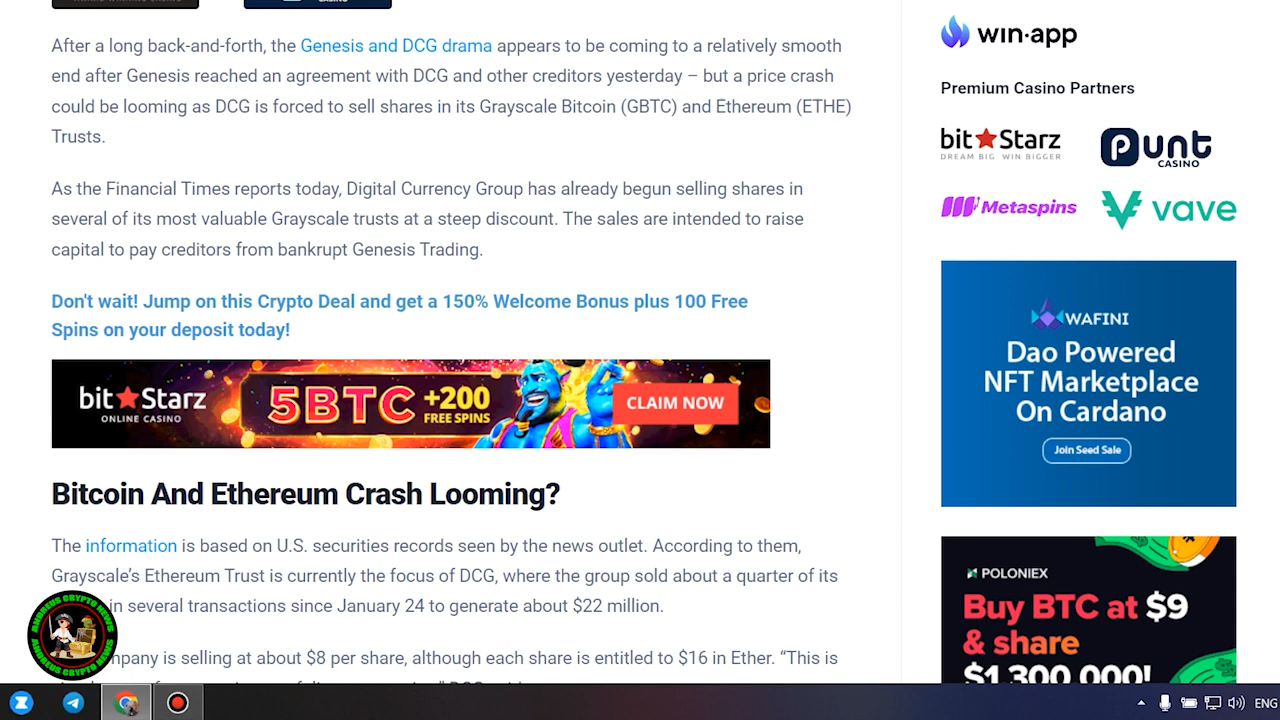 CASINO
After a long back-and-forth, the Genesis and DCG drama appears to be coming to a relatively smooth
end after Genesis reached an agreement with DCG and other creditors yesterday – but a price crash
could be looming as DCG is forced to sell shares in its Grayscale Bitcoin (GBTC) and Ethereum (ETHE)
Trusts.
As the Financial Times reports today, Digital Currency Group has already begun selling shares in
several of its most valuable Grayscale trusts at a steep discount. The sales are intended to raise
capital to pay creditors from bankrupt Genesis Trading.
Don't wait! Jump on this Crypto Deal and get a 150% Welcome Bonus plus 100 Free
Spins on your deposit today!
bit Starz
ONLINE CASINO
5BTC
+200
FREE SPINS
CLAIM NOW
Bitcoin And Ethereum Crash Looming?
The information is based on U.S. securities records seen by the news outlet. According to them,
Grayscale’s Ethereum Trust is currently the focus of DCG, where the group sold about a quarter of its
in several transactions since January 24 to generate about $22 million.
is selling at about $8 per share, although each share is entitled to $16 in Ether. “This is
ANDREUS CRYPTO NEWS
ANDREUS CRYPTO NEWS
win·app
Premium Casino Partners
bit Starz
DREAM BIG WIN BIGGER
Punt
CASINO
Metaspins
vave
WAFINI
Dao Powered
NFT Marketplace
On Cardano
Join Seed Sale
POLONIEX
Buy BTC at $9
& share
$1,300,000!
ENG